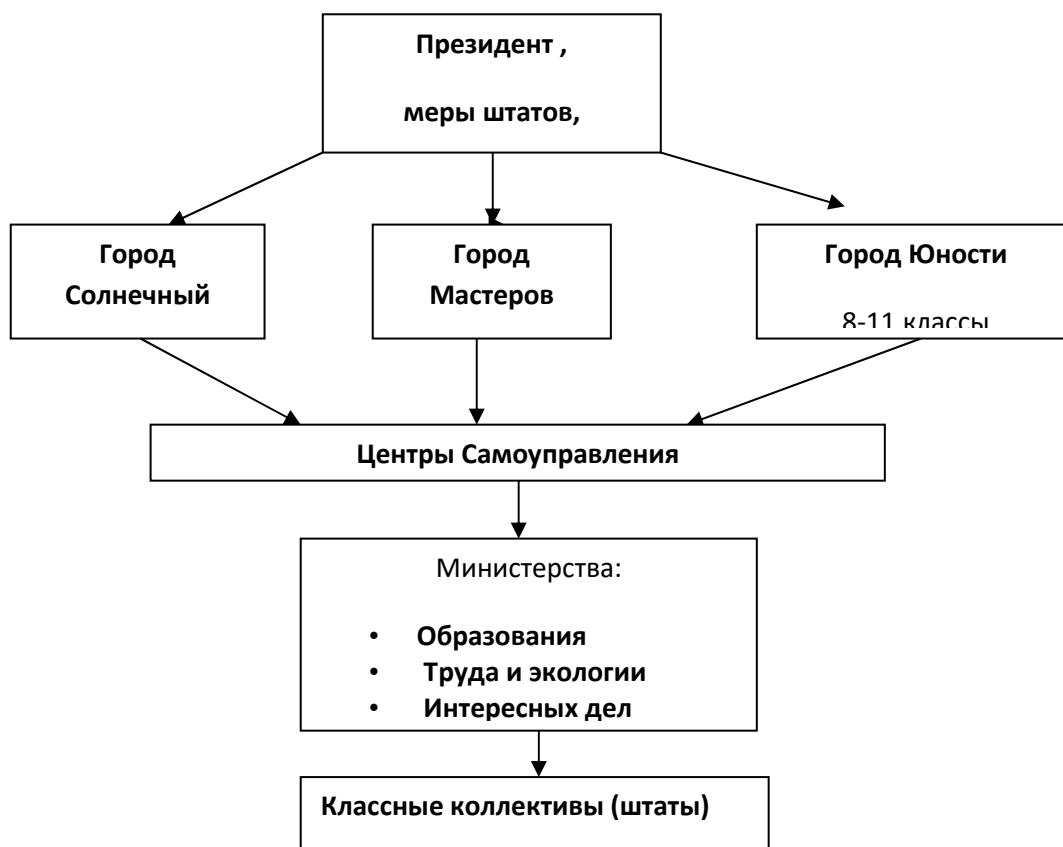 Президент ,
меры штатов,
Город
Солнечный
Город
Мастеров
Город Юности
8-11 классы
Центры Самоуправления
Министерства:
• Образования
• Труда и экологии
• Интересных дел
Классные коллективы (штаты)